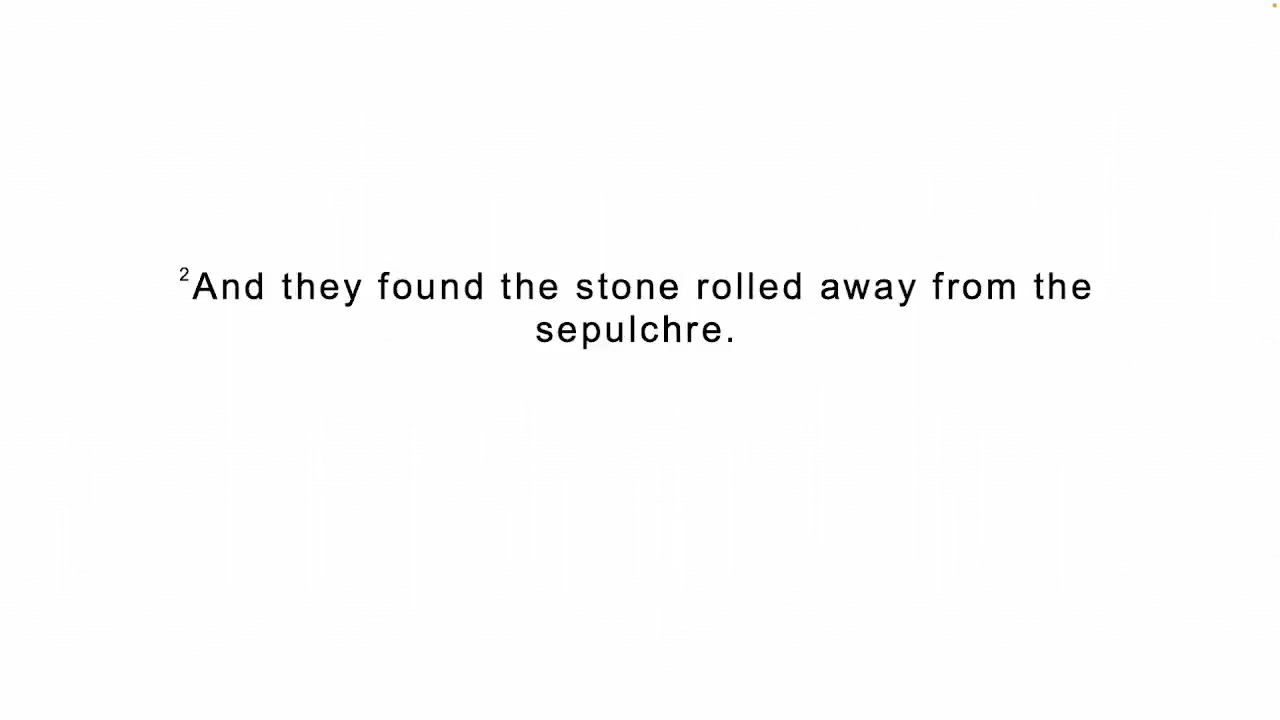 ²And they found the stone rolled away from the
sepulchre.